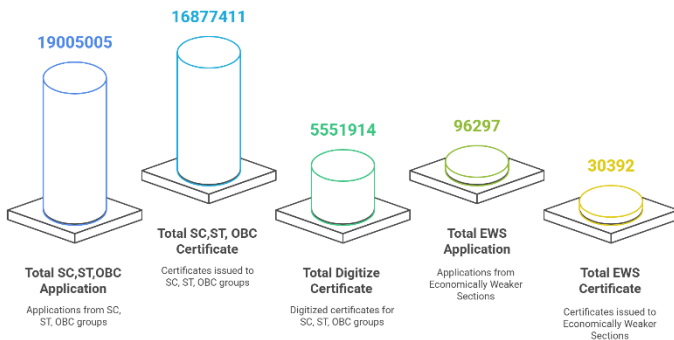 19005005
Total SC,ST,OBC
Application
Applications from SC,
ST, OBC groups
16877411
Total SC,ST, OBC
Certificate
Certificates issued to
SC, ST, OBC groups
5551914
Total Digitize
Certificate
Digitized certificates for
SC, ST, OBC groups
96297
Total EWS
Application
Applications from
Economically Weaker
Sections
30392
Total EWS
Certificate
Certificates issued to
Economically Weaker
Sections